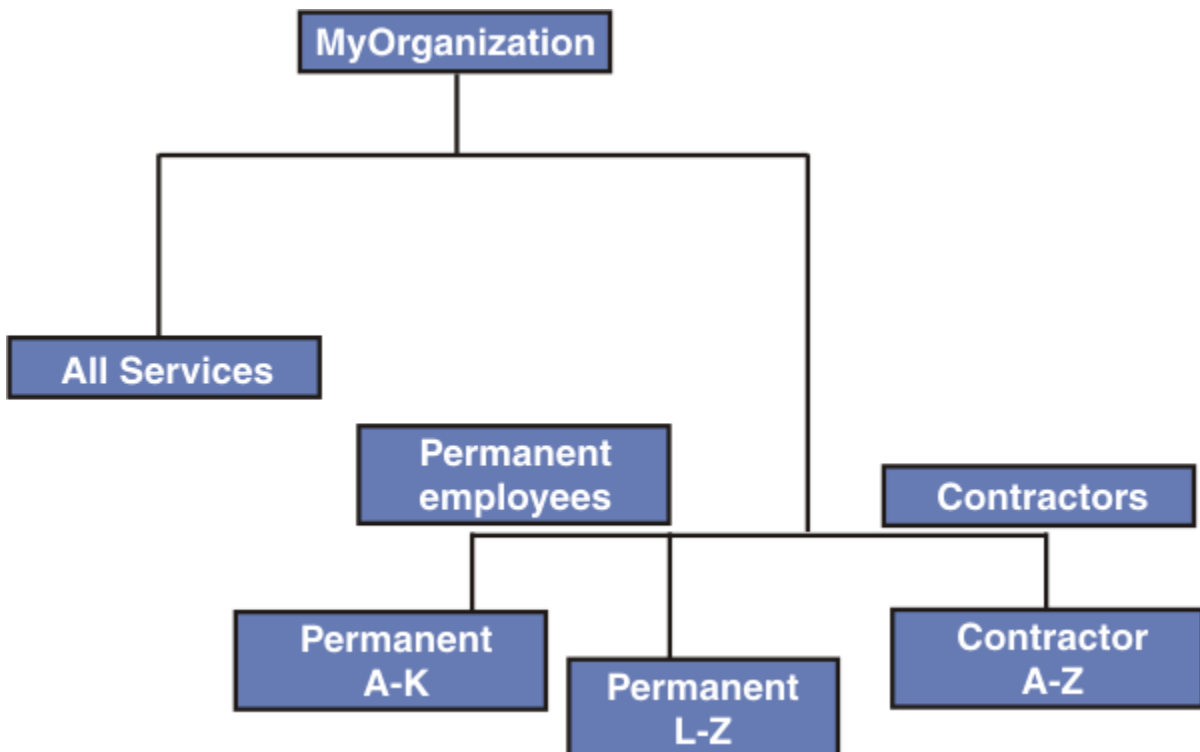 MyOrganization
All Services
Permanent
employees
Contractors
Permanent
A-K
Permanent
L-Z
Contractor
A-Z